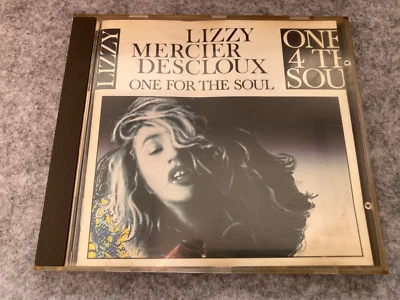 LIZZY
LIZZY
MERCIER
DESCLOUX
ONE FOR THE SOUL
ONE
4 TH
SOU